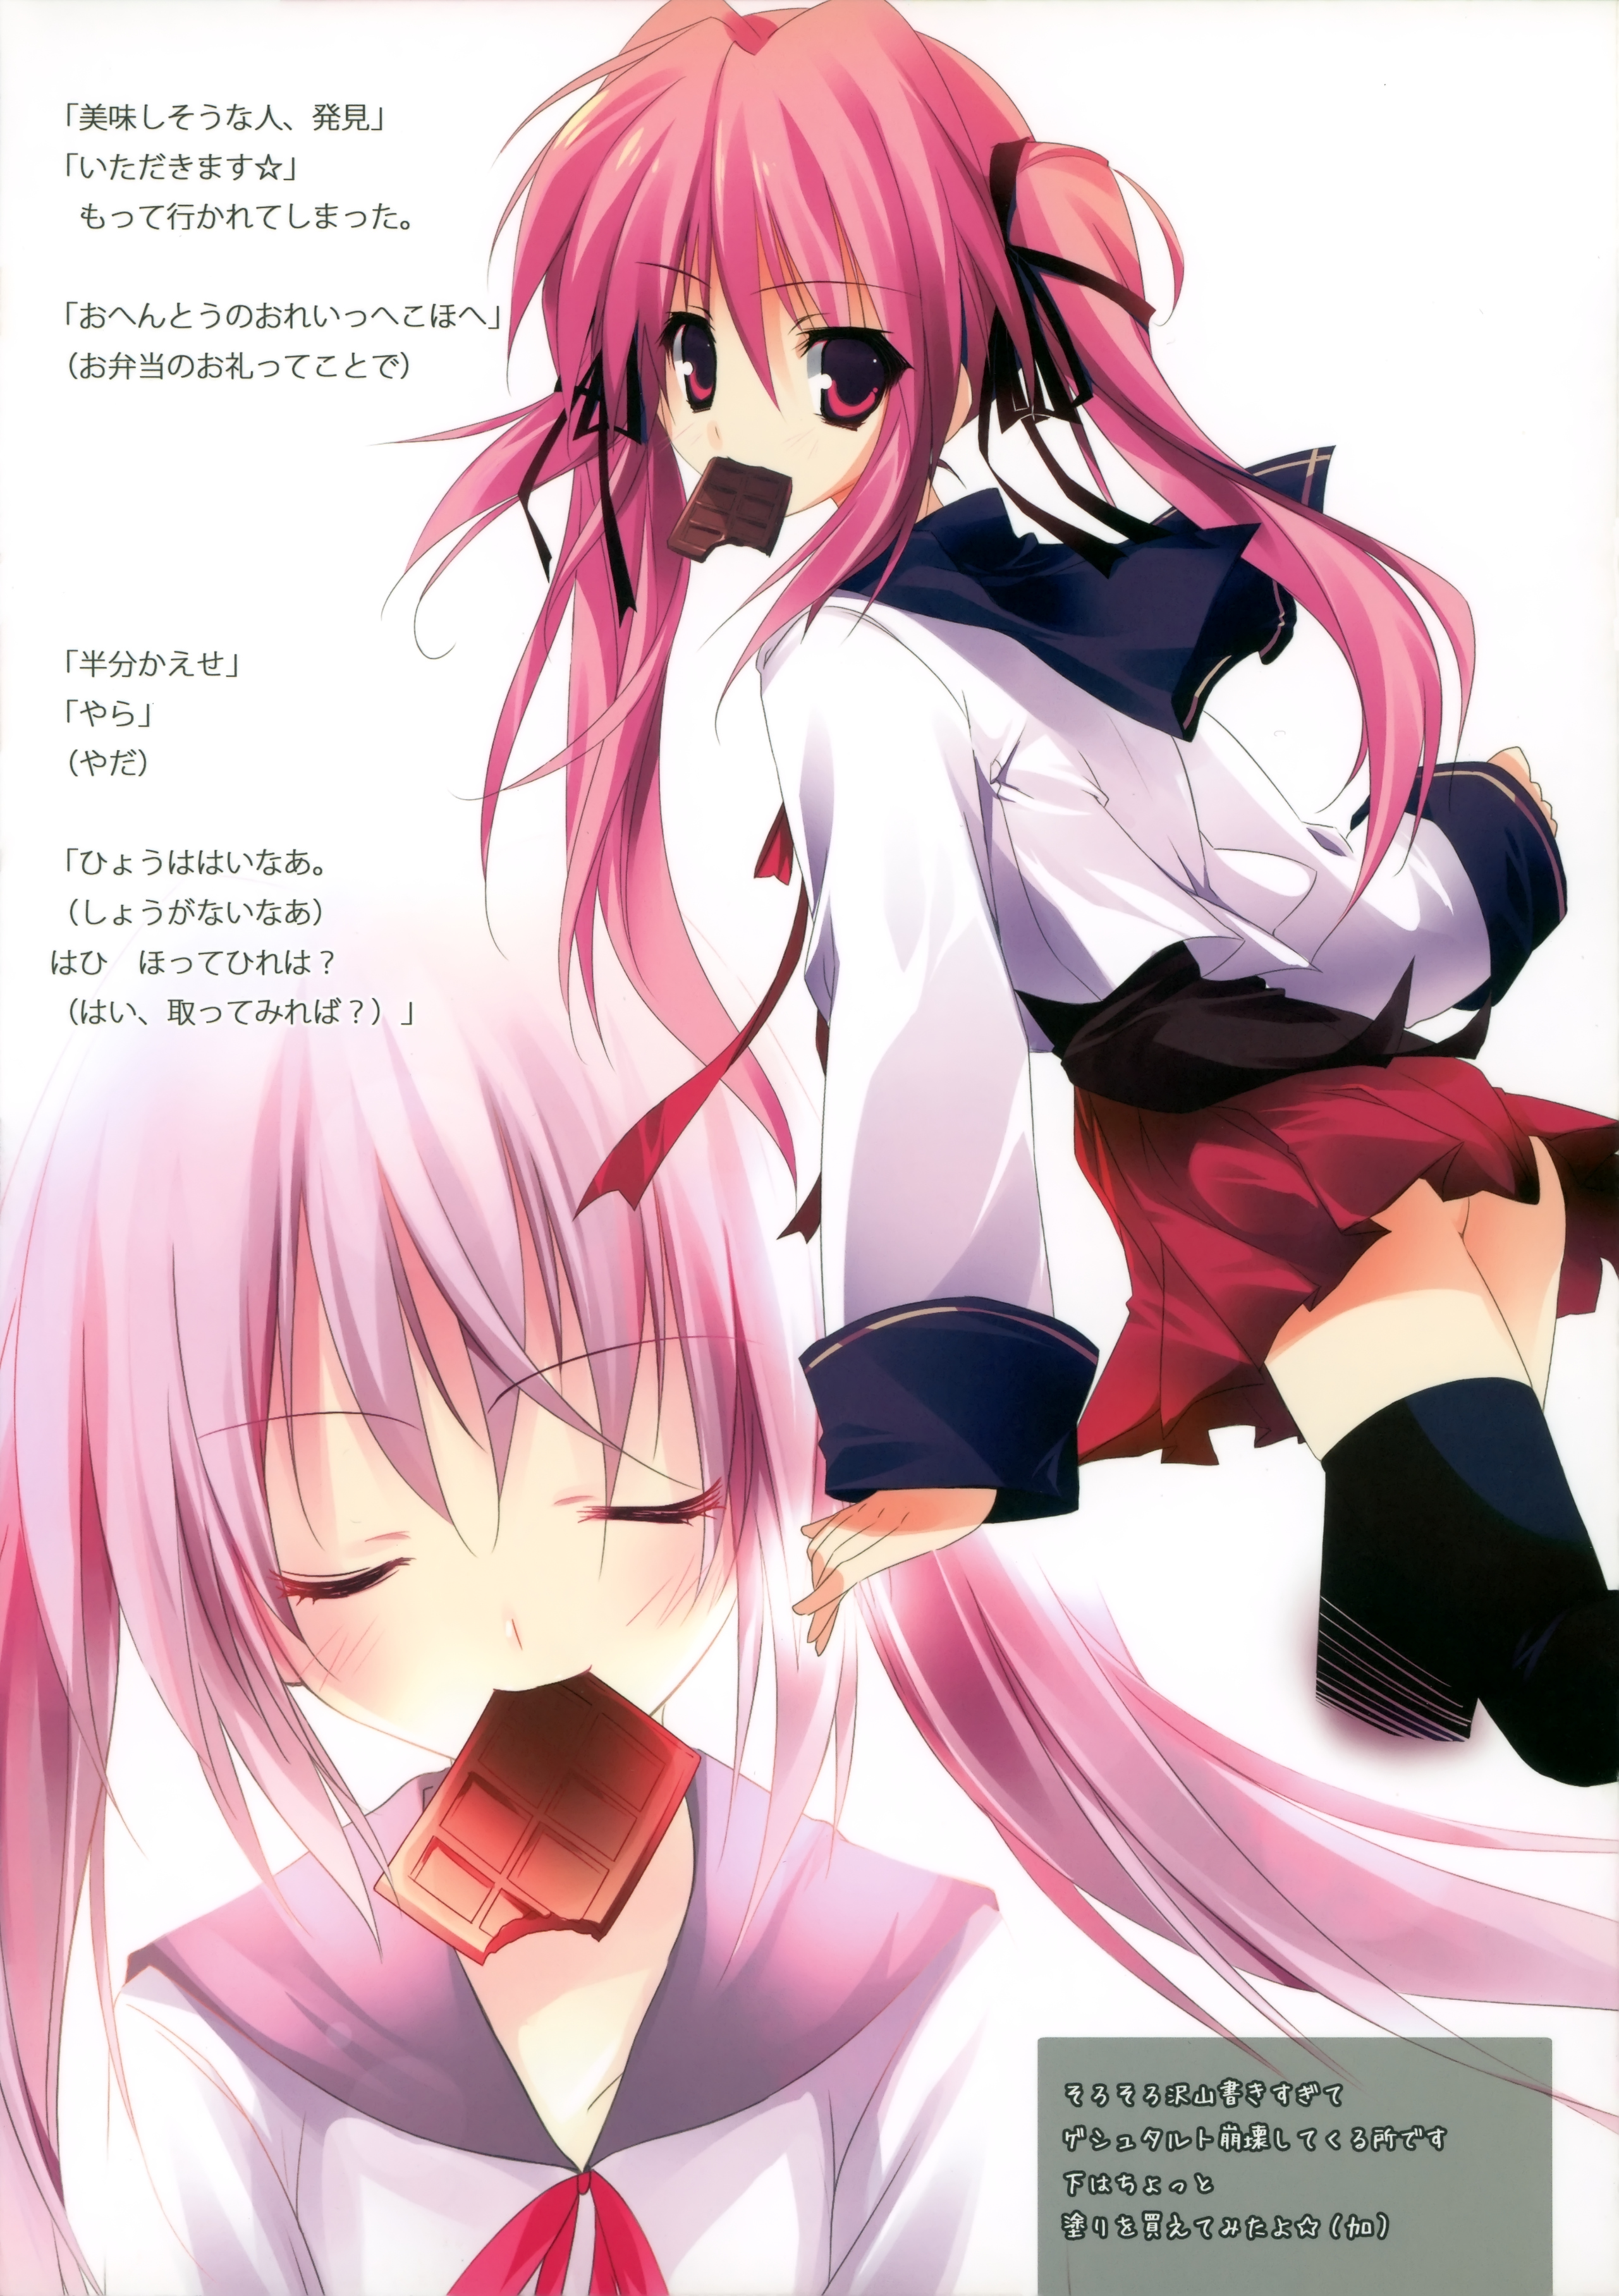 「美味しそうな人、発見」
「いただきます☆」
もって行かれてしまった。
「おへんとうのおれいっへこほへ」
（お弁当のお礼ってことで）
「半分かえせ」
「やら」
（やだ）
「ひょうははいなあ。
（しょうがないなあ）
はひ　ほってひれは？
（はい、取ってみれば？）」
そろそろ沢山書きすぎて
ゲシュタルト崩壊してくる所です
下はちょっと
塗りを買えてみたよ☆（加）